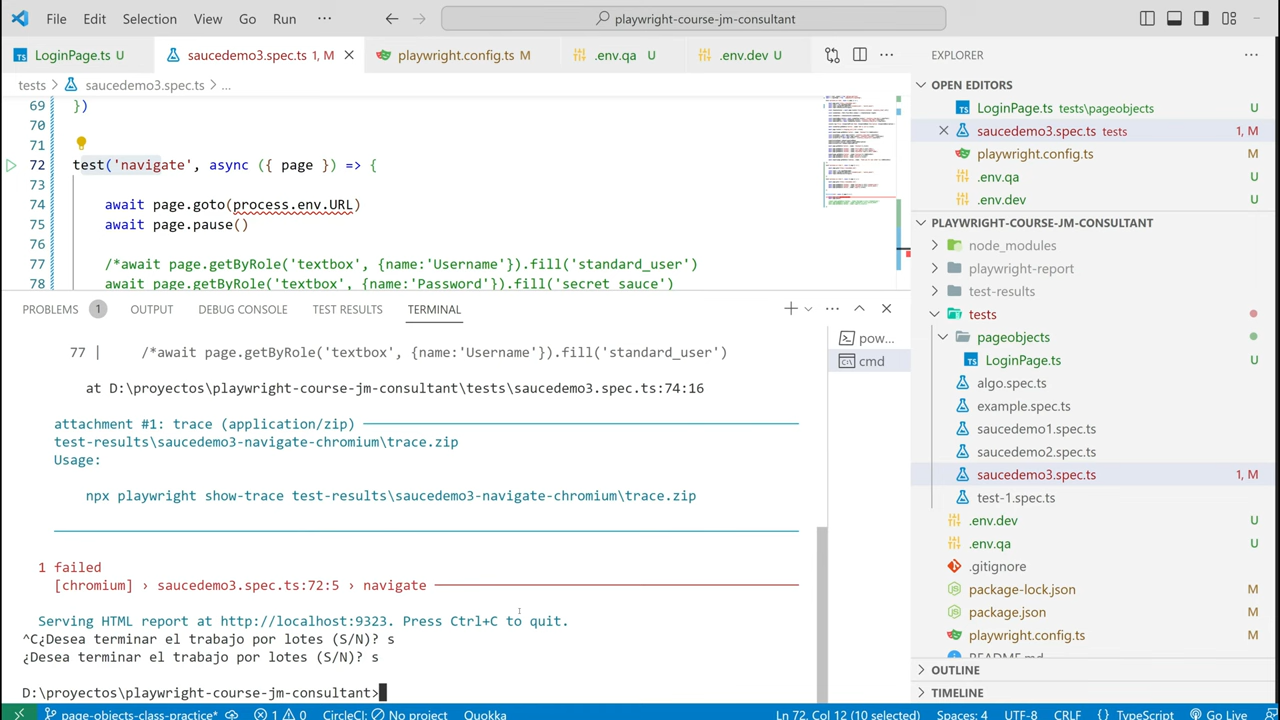 File Edit Selection View Go Run ··· playwright-course-jm-consultant
LoginPage.ts U saucedemo3.spec.ts 1, M playwright.config.ts M .env.qa U .env.dev U
tests saucedemo3.spec.ts ...
69 })
70
71
72 test('navigate', async ({ page }) => {
73
74 await page.goto(process.env.URL)
75 await page.pause()
76
77 /*await page.getByRole('textbox', {name:'Username'}).fill('standard_user')
78 await page.getByRole('textbox', {name:'Password'}).fill('secret sauce')
PROBLEMS 1 OUTPUT DEBUG CONSOLE TEST RESULTS TERMINAL
77 | /*await page.getByRole('textbox', {name:'Username'}).fill('standard_user')
at D:\proyectos\playwright-course-jm-consultant\tests\saucedemo3.spec.ts:74:16
attachment #1: trace (application/zip)
test-results\saucedemo3-navigate-chromium\trace.zip
Usage:
npx playwright show-trace test-results\saucedemo3-navigate-chromium\trace.zip
1 failed
[chromium] › saucedemo3.spec.ts:72:5 › navigate
Serving HTML report at http://localhost:9323. Press Ctrl+C to quit.
^C¿Desea terminar el trabajo por lotes (S/N)? s
¿Desea terminar el trabajo por lotes (S/N)? s
D:\proyectos\playwright-course-jm-consultant>
pow...
cmd
EXPLORER
OPEN EDITORS
LoginPage.ts tests\pageobjects U
saucedemo3.spec.ts tests 1, M
playwright.config.ts M
.env.qa U
.env.dev U
PLAYWRIGHT-COURSE-JM-CONSULTANT
node_modules
playwright-report
test-results
tests
pageobjects
LoginPage.ts U
algo.spec.ts
example.spec.ts
saucedemo1.spec.ts
saucedemo2.spec.ts
saucedemo3.spec.ts 1, M
test-1.spec.ts
.env.dev U
.env.qa U
.gitignore
package-lock.json M
package.json M
playwright.config.ts M
README.md
OUTLINE
TIMELINE
page-objects-class-practice* 1 0 CircleCI: No project Quokka Ln 72, Col 12 (10 selected) Spaces: 4 UTF-8 CRLF {} TypeScript Go Live